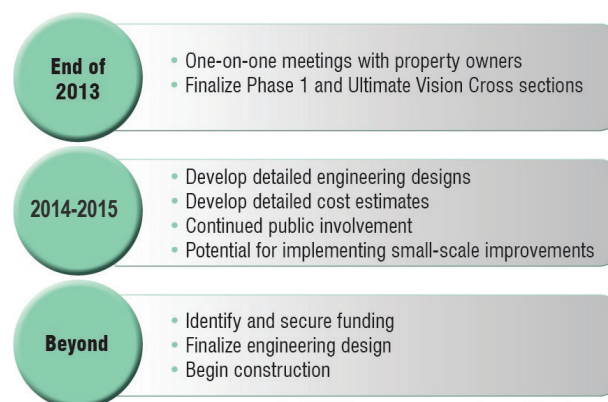 End of
2013
• One-on-one meetings with property owners
• Finalize Phase 1 and Ultimate Vision Cross sections
2014-2015
• Develop detailed engineering designs
• Develop detailed cost estimates
• Continued public involvement
• Potential for implementing small-scale improvements
Beyond
• Identify and secure funding
• Finalize engineering design
• Begin construction